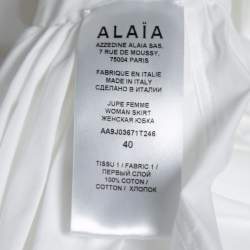 ALAÏA
AZZEDINE ALAIA SAS.
7 RUE DE MOUSSY.
75004 PARIS
FABRIQUE EN ITALIE
MADE IN ITALY
СДЕЛАНО В ИТАЛИИ
JUPE FEMME
WOMAN SKIRT
ЖЕНСКАЯ ЮБКА
AA9J03671T246
40
TISSU 1 / FABRIC 1 /
ПЕРВЫЙ СЛОЙ
100% COTON /
COTTON / ХЛОПОК